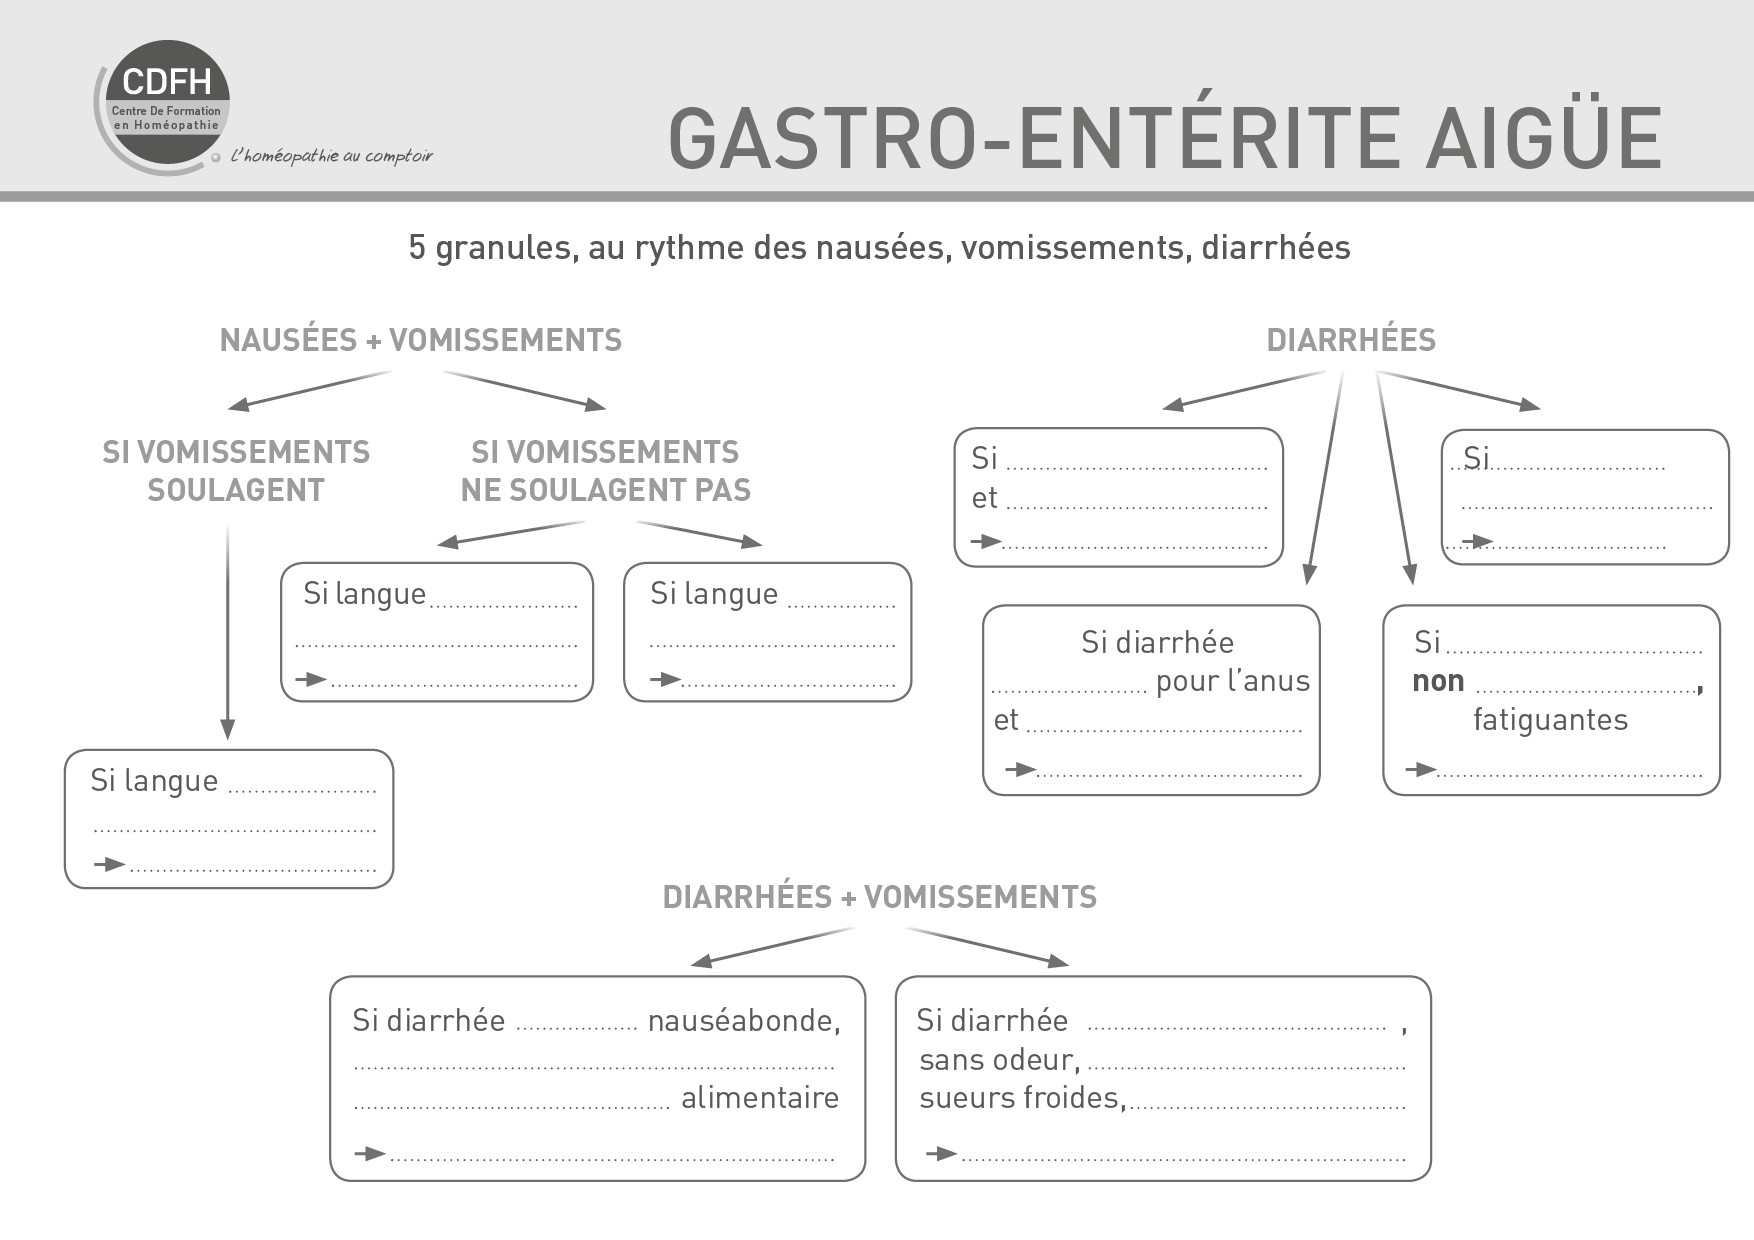 CDFH
Centre De Formation
en Homéopathie
L'homéopathie au comptoir
GASTRO-ENTÉRITE AIGÜE
5 granules, au rythme des nausées, vomissements, diarrhées
NAUSÉES + VOMISSEMENTS
SI VOMISSEMENTS
SOULAGENT
SI VOMISSEMENTS
NE SOULAGENT PAS
Si langue
Si langue
Si langue
DIARRHÉES
Si
et
Si
Si diarrhée
pour l'anus
et
Si
non ,
fatiguantes
DIARRHÉES + VOMISSEMENTS
Si diarrhée nauséabonde,
alimentaire
Si diarrhée ,
sans odeur,
sueurs froides,